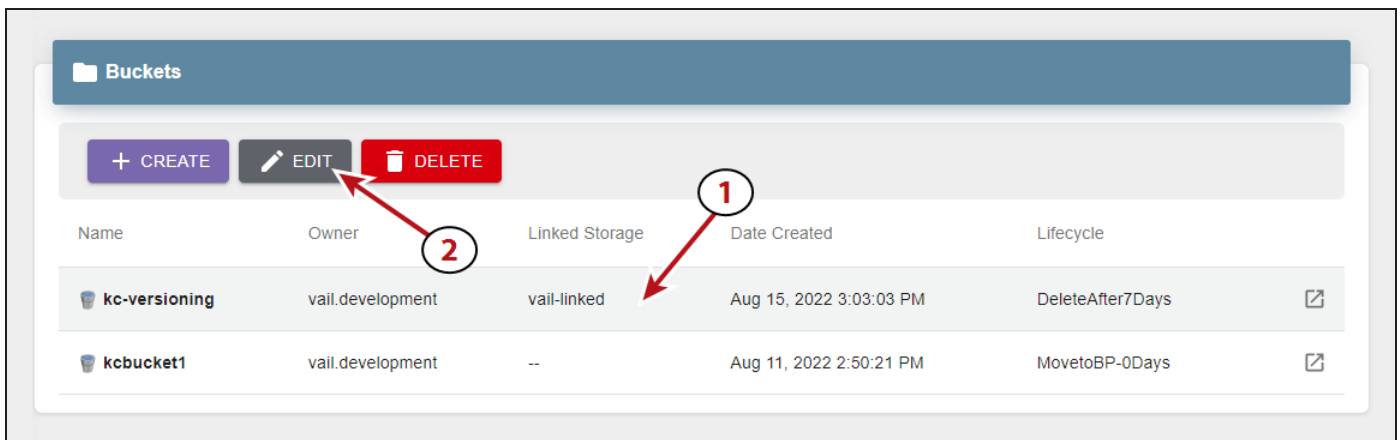 Buckets
CREATE EDIT DELETE
1
2
Name Owner Linked Storage Date Created Lifecycle
kc-versioning vail.development vail-linked Aug 15, 2022 3:03:03 PM DeleteAfter7Days
kcbucket1 vail.development -- Aug 11, 2022 2:50:21 PM MovetoBP-0Days